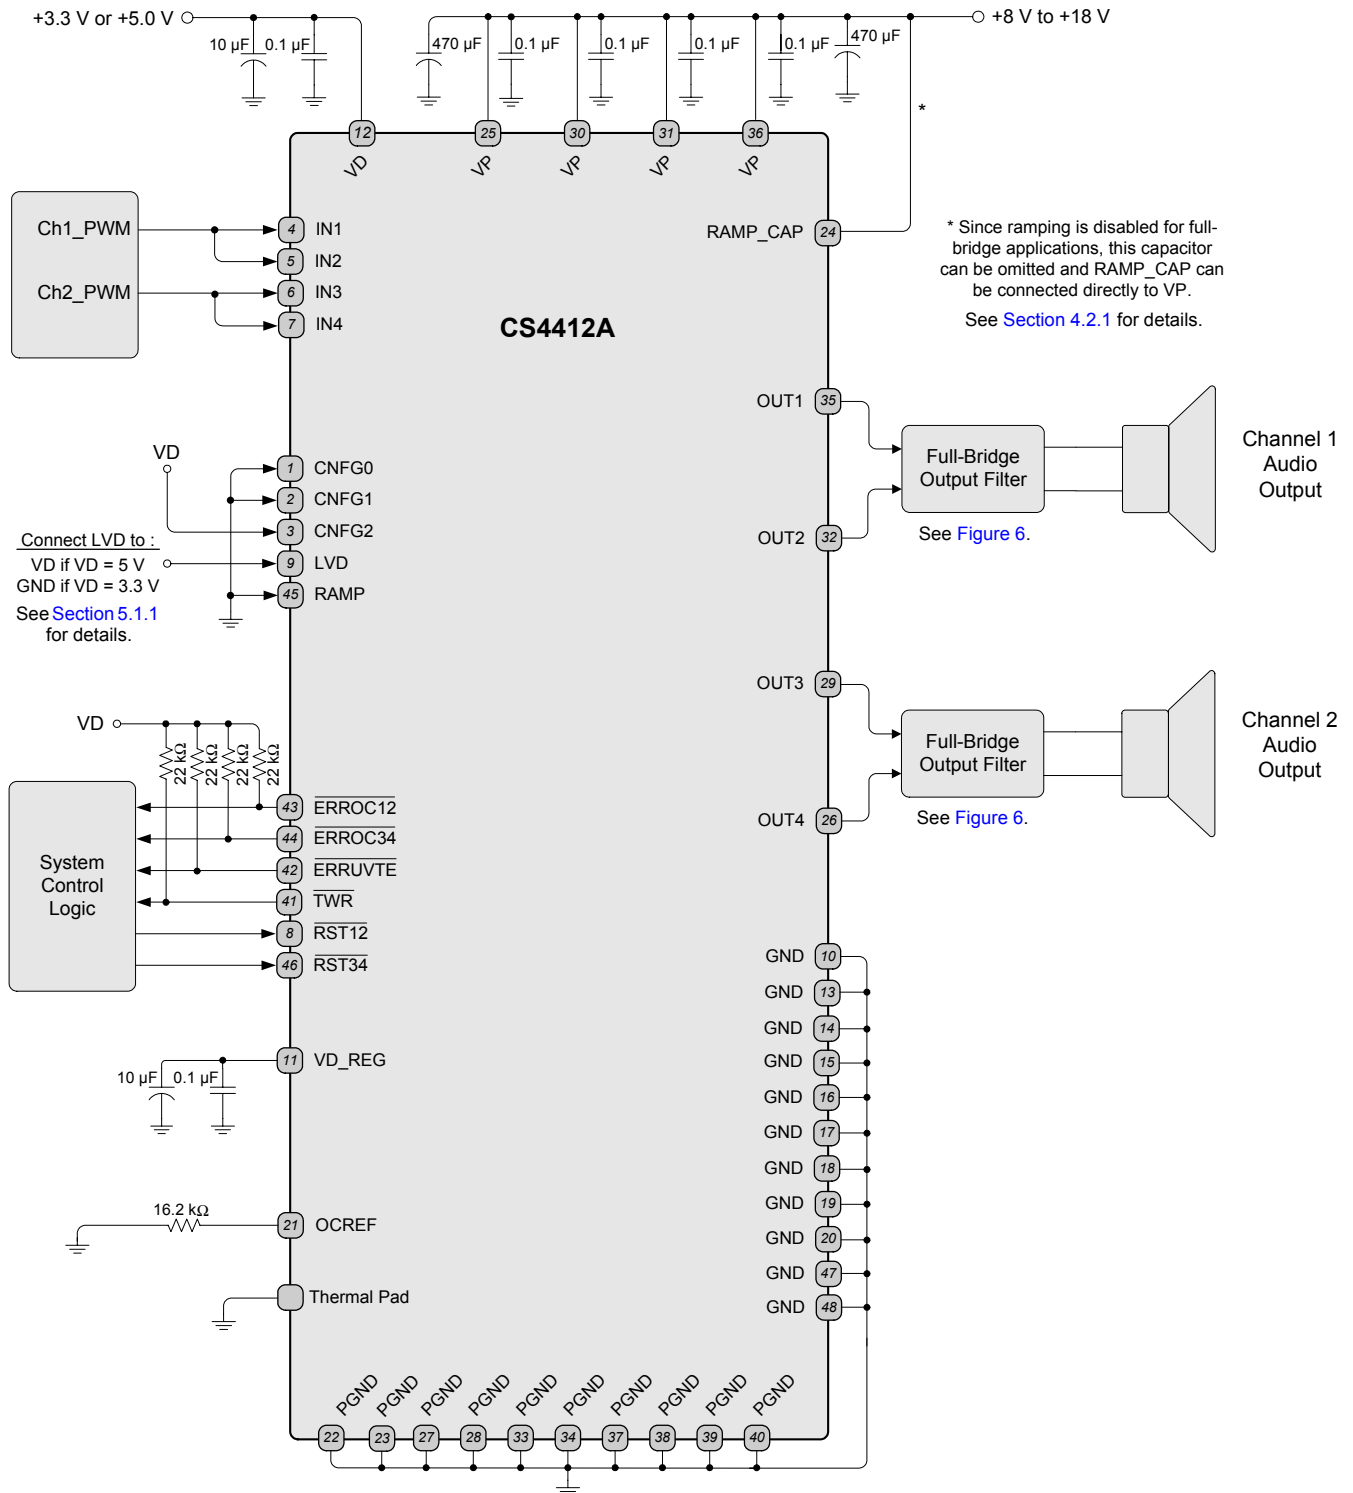 +3.3 V or +5.0 V
10 µF
0.1 µF
470 µF
0.1 µF
0.1 µF
0.1 µF
0.1 µF
470 µF
+8 V to +18 V
*
12
25
30
31
36
VD
VP
VP
VP
VP
Ch1_PWM
Ch2_PWM
4 IN1
5 IN2
6 IN3
7 IN4
RAMP_CAP 24
* Since ramping is disabled for full-
bridge applications, this capacitor
can be omitted and RAMP_CAP can
be connected directly to VP.
See Section 4.2.1 for details.
CS4412A
OUT1 35
OUT2 32
Full-Bridge
Output Filter
See Figure 6.
Channel 1
Audio
Output
VD
1 CNFG0
2 CNFG1
3 CNFG2
9 LVD
45 RAMP
Connect LVD to :
VD if VD = 5 V
GND if VD = 3.3 V
See Section 5.1.1
for details.
OUT3 29
OUT4 26
Full-Bridge
Output Filter
See Figure 6.
Channel 2
Audio
Output
VD
22 kΩ
22 kΩ
22 kΩ
22 kΩ
System
Control
Logic
43 ERROC12
44 ERROC34
42 ERRUVTE
41 TWR
8 RST12
46 RST34
GND 10
GND 13
GND 14
GND 15
GND 16
GND 17
GND 18
GND 19
GND 20
GND 47
GND 48
11 VD_REG
10 µF
0.1 µF
16.2 kΩ
21 OCREF
Thermal Pad
PGND
PGND
PGND
PGND
PGND
PGND
PGND
PGND
PGND
PGND
22
23
27
28
33
34
37
38
39
40